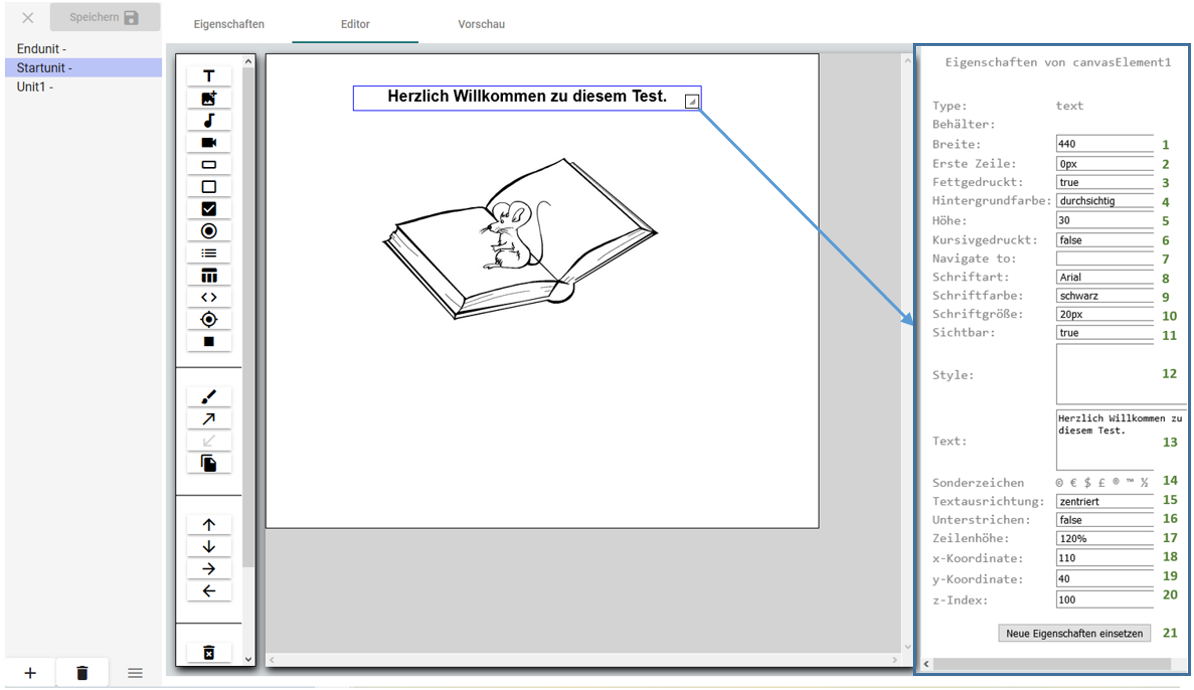 Speichern
Eigenschaften Editor Vorschau
Endunit -
Startunit -
Unit1 -
T
Herzlich Willkommen zu diesem Test.
Eigenschaften von canvasElement1
Type: text
Behälter:
Breite: 440 1
Erste Zeile: 0px 2
Fettgedruckt: true 3
Hintergrundfarbe: durchsichtig 4
Höhe: 30 5
Kursivgedruckt: false 6
Navigate to: 7
Schriftart: Arial 8
Schriftfarbe: schwarz 9
Schriftgröße: 20px 10
Sichtbar: true 11
Style: 12
Herzlich Willkommen zu
diesem Test.
Text: 13
Sonderzeichen © € $ £ ® ™ ½ 14
Textausrichtung: zentriert 15
Unterstrichen: false 16
Zeilenhöhe: 120% 17
x-Koordinate: 110 18
y-Koordinate: 40 19
z-Index: 100 20
Neue Eigenschaften einsetzen 21